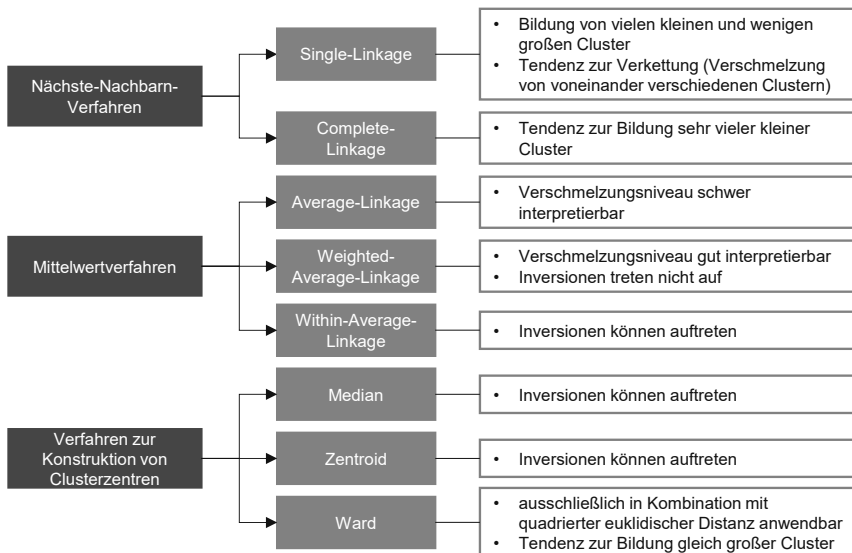 Nächste-Nachbarn-
Verfahren
Single-Linkage
• Bildung von vielen kleinen und wenigen
großen Cluster
• Tendenz zur Verkettung (Verschmelzung
von voneinander verschiedenen Clustern)
Complete-
Linkage
• Tendenz zur Bildung sehr vieler kleiner
Cluster
Mittelwertverfahren
Average-Linkage
• Verschmelzungsniveau schwer
interpretierbar
Weighted-
Average-Linkage
• Verschmelzungsniveau gut interpretierbar
• Inversionen treten nicht auf
Within-Average-
Linkage
• Inversionen können auftreten
Verfahren zur
Konstruktion von
Clusterzentren
Median
• Inversionen können auftreten
Zentroid
• Inversionen können auftreten
Ward
• ausschließlich in Kombination mit
quadrierter euklidischer Distanz anwendbar
• Tendenz zur Bildung gleich großer Cluster